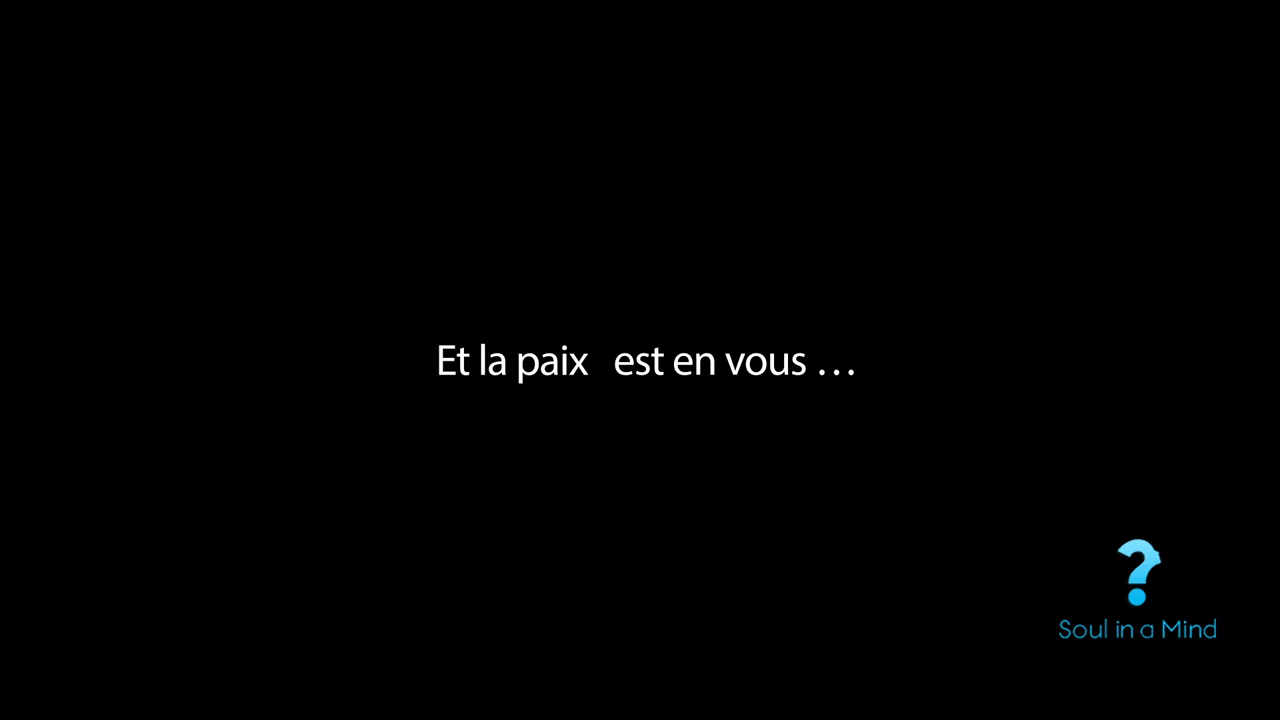 Et la paix est en vous …
?
Soul in a Mind